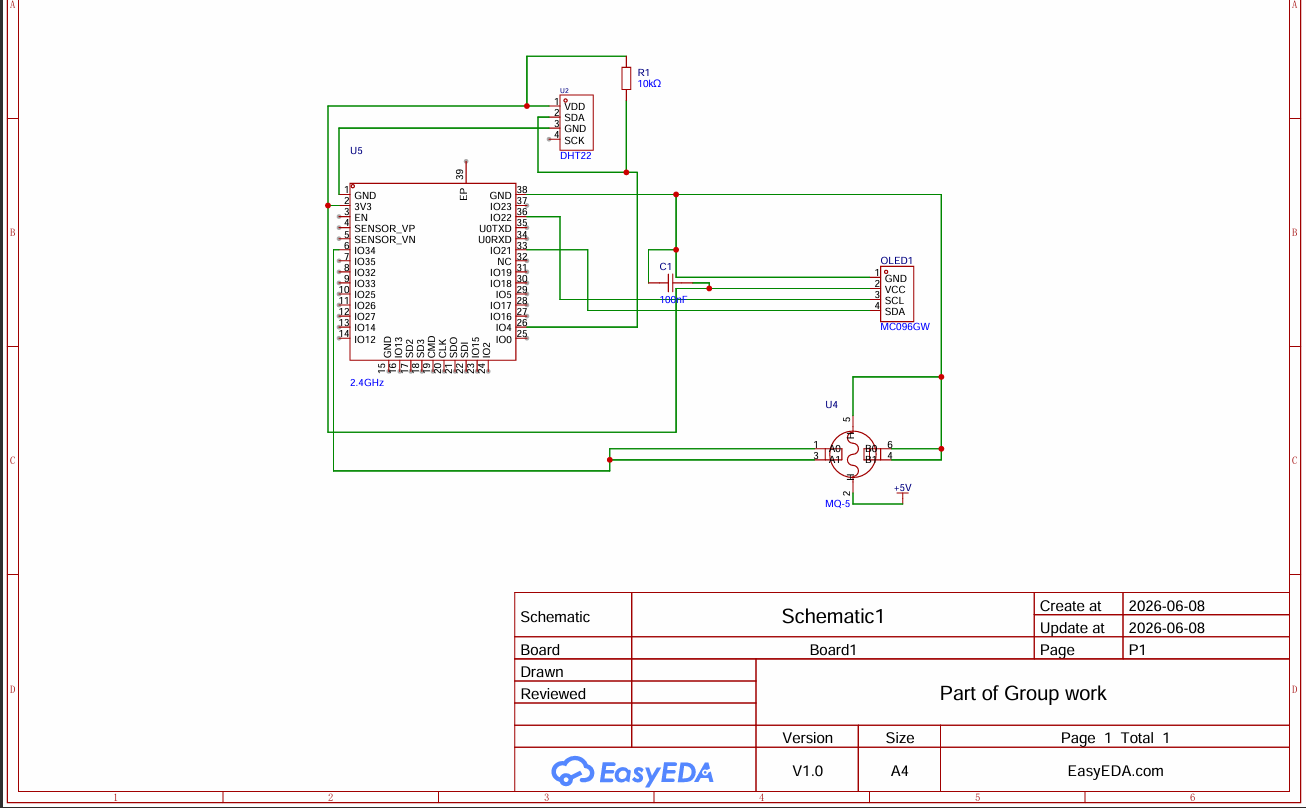 A
A
R1
10kΩ
U2
1 VDD
2 SDA
3 GND
4 SCK
DHT22
U5
39
EP
1 GND
2 3V3
3 EN
4 SENSOR_VP
5 SENSOR_VN
6 IO34
7 IO35
8 IO32
9 IO33
10 IO25
11 IO26
12 IO27
13 IO14
14 IO12
GND 38
IO23 37
IO22 36
U0TXD 35
U0RXD 34
IO21 33
NC 32
IO19 31
IO18 30
IO5 29
IO17 28
IO16 27
IO4 26
IO0 25
GND IO13 SD2 SD3 CMD CLK SDO SDI IO15 IO2
15 16 17 18 19 20 21 22 23 24
2.4GHz
B
B
C1
100nF
OLED1
1 GND
2 VCC
3 SCL
4 SDA
MC096GW
U4
5
H
1 A0 B0 6
3 A1 B1 4
H
2
+5V
MQ-5
C
C
Schematic
Schematic1
Create at 2026-06-08
Update at 2026-06-08
Board
Board1
Page P1
Drawn
Reviewed
Part of Group work
D
D
Version Size Page 1 Total 1
EasyEDA
V1.0 A4 EasyEDA.com
1 2 3 4 5 6